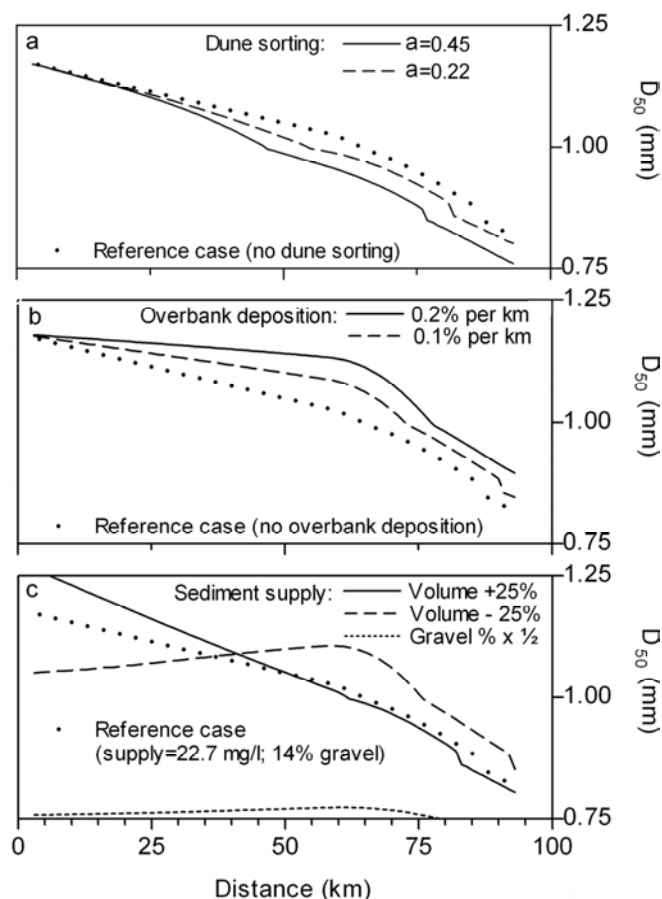 a
Dune sorting:
a=0.45
a=0.22
Reference case (no dune sorting)
1.25
1.00
0.75
D50 (mm)
b
Overbank deposition:
0.2% per km
0.1% per km
Reference case (no overbank deposition)
1.25
1.00
0.75
D50 (mm)
c
Sediment supply:
Volume +25%
Volume - 25%
Gravel % x ½
Reference case
(supply=22.7 mg/l; 14% gravel)
1.25
1.00
0.75
D50 (mm)
0
25
50
75
100
Distance (km)